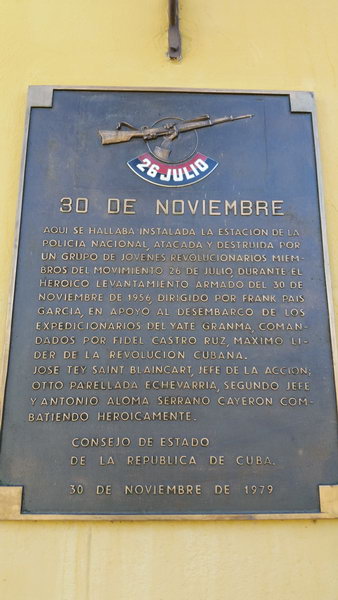 26 JULIO
30 DE NOVIEMBRE
AQUI SE HALLABA INSTALADA LA ESTACION DE LA
POLICIA NACIONAL, ATACADA Y DESTRUIDA POR
UN GRUPO DE JOVENES REVOLUCIONARIOS MIEM-
BROS DEL MOVIMIENTO 26 DE JULIO, DURANTE EL
HEROICO LEVANTAMIENTO ARMADO DEL 30 DE
NOVIEMBRE DE 1956 DIRIGIDO POR FRANK PAIS
GARCIA, EN APOYO AL DESEMBARCO DE LOS
EXPEDICIONARIOS DEL YATE GRANMA, COMAN-
DADOS POR FIDEL CASTRO RUZ, MAXIMO LI-
DER DE LA REVOLUCION CUBANA.
JOSE TEY SAINT BLAINCART, JEFE DE LA ACCION;
OTTO PARELLADA ECHEVARRIA, SEGUNDO JEFE
Y ANTONIO ALOMA SERRANO CAYERON COM-
BATIENDO HEROICAMENTE.
CONSEJO DE ESTADO
DE LA REPUBLICA DE CUBA.
30 DE NOVIEMBRE DE 1979